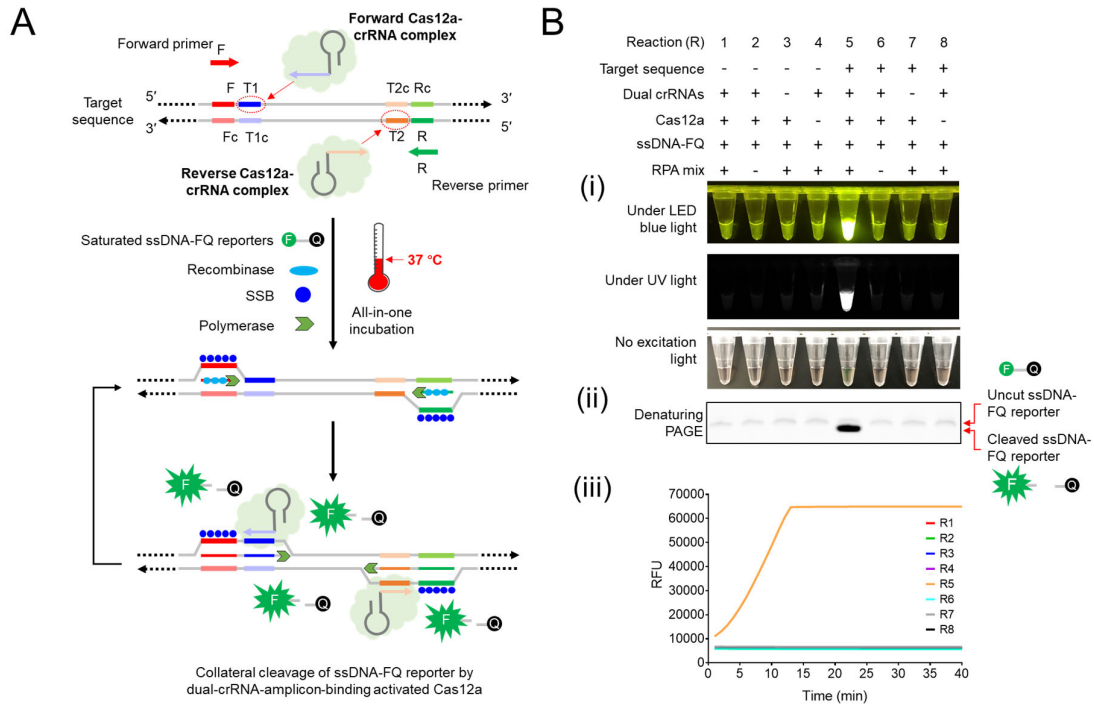 A
Forward Cas12a-
crRNA complex
Forward primer
F
F
T1
T2c
Rc
Target
sequence
5′
3′
3′
5′
Fc
T1c
T2
R
R
Reverse Cas12a-
crRNA complex
Reverse primer
Saturated ssDNA-FQ reporters
F
Q
Recombinase
SSB
Polymerase
37 °C
All-in-one
incubation
F
Q
F
Q
F
Q
F
Q
Collateral cleavage of ssDNA-FQ reporter by
dual-crRNA-amplicon-binding activated Cas12a
B
Reaction (R) 1 2 3 4 5 6 7 8
Target sequence - - - - + + + +
Dual crRNAs + + - + + + - +
Cas12a + + + - + + + -
ssDNA-FQ + + + + + + + +
RPA mix + - + + + - + +
(i)
Under LED
blue light
Under UV light
No excitation
light
(ii)
Denaturing
PAGE
F
Q
Uncut ssDNA-
FQ reporter
Cleaved ssDNA-
FQ reporter
F
Q
(iii)
70000
60000
50000
40000
30000
20000
10000
0
RFU
R1
R2
R3
R4
R5
R6
R7
R8
0 5 10 15 20 25 30 35 40
Time (min)